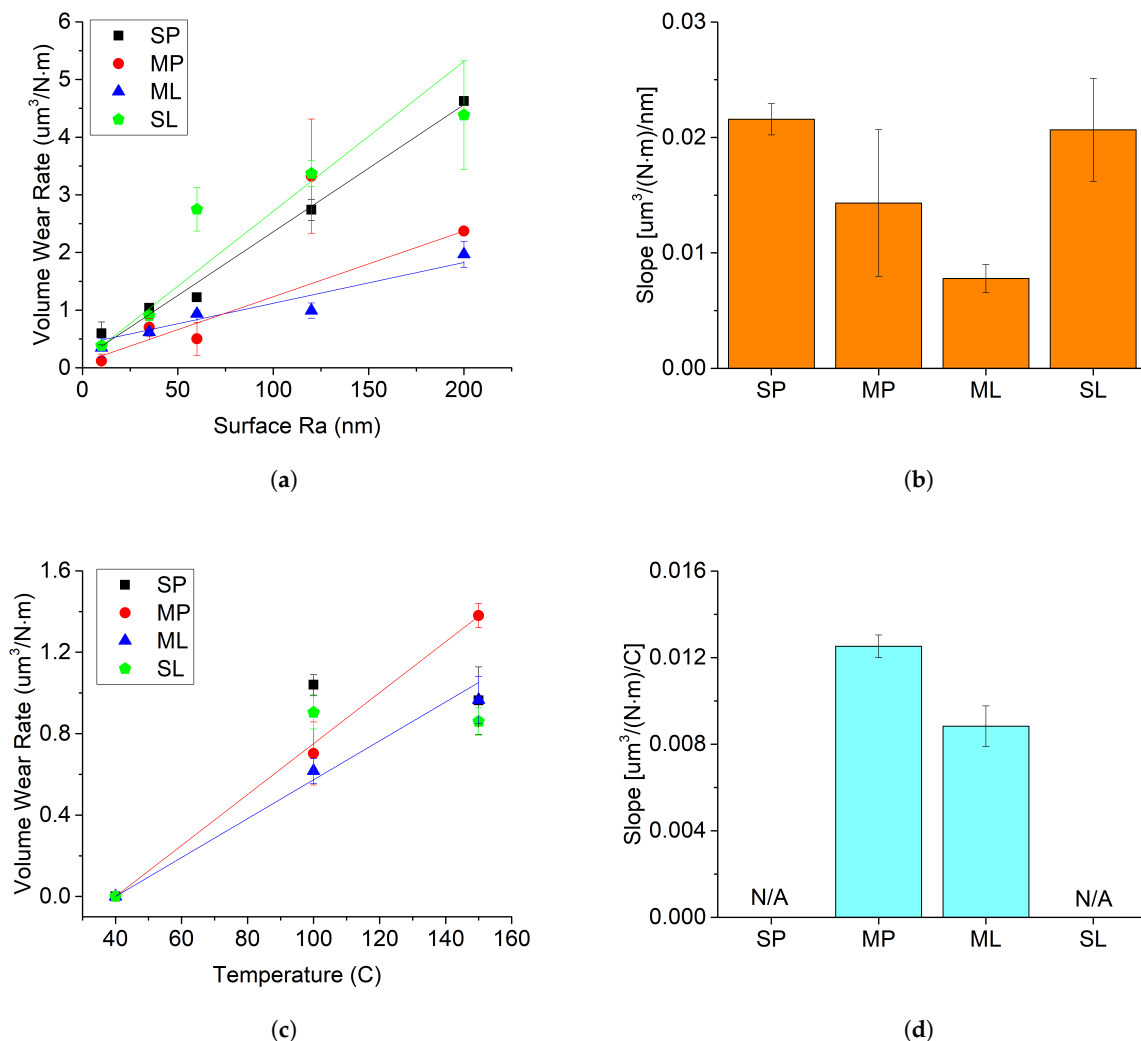 SP
MP
ML
SL
Volume Wear Rate (um³/N·m)
6
5
4
3
2
1
0
0 50 100 150 200
Surface Ra (nm)
(a)
Slope [um³/(N·m)/nm]
0.03
0.02
0.01
0.00
SP MP ML SL
(b)
SP
MP
ML
SL
Volume Wear Rate (um³/N·m)
1.6
1.2
0.8
0.4
0.0
40 60 80 100 120 140 160
Temperature (C)
(c)
Slope [um³/(N·m)/C]
0.016
0.012
0.008
0.004
0.000
N/A N/A
SP MP ML SL
(d)